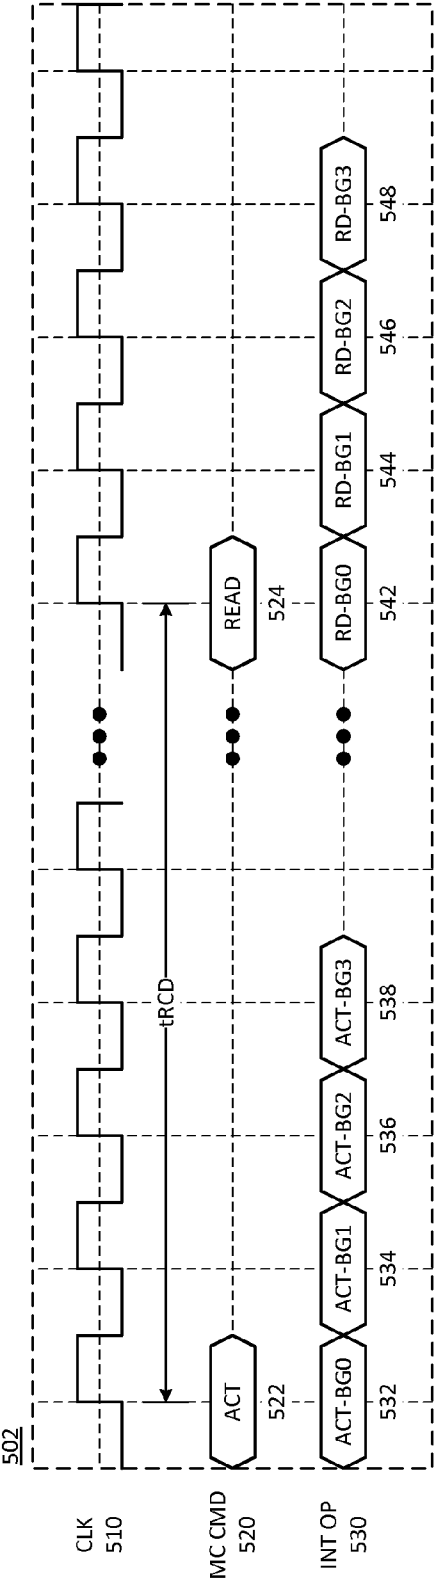 502
CLK
510
tRCD
MC CMD
520
ACT
522
READ
524
INT OP
530
ACT-BG0
ACT-BG1
ACT-BG2
ACT-BG3
RD-BG0
RD-BG1
RD-BG2
RD-BG3
532
534
536
538
542
544
546
548